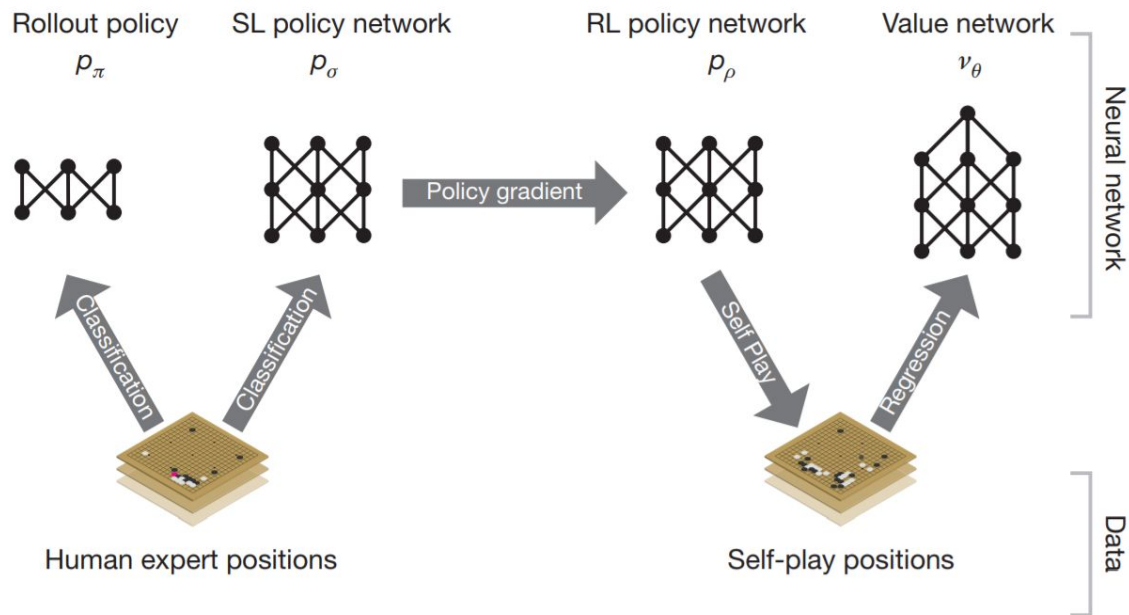 Rollout policy
SL policy network
RL policy network
Value network
pπ
pσ
pρ
νθ
Neural network
Policy gradient
Classification
Classification
Self Play
Regression
Human expert positions
Self-play positions
Data